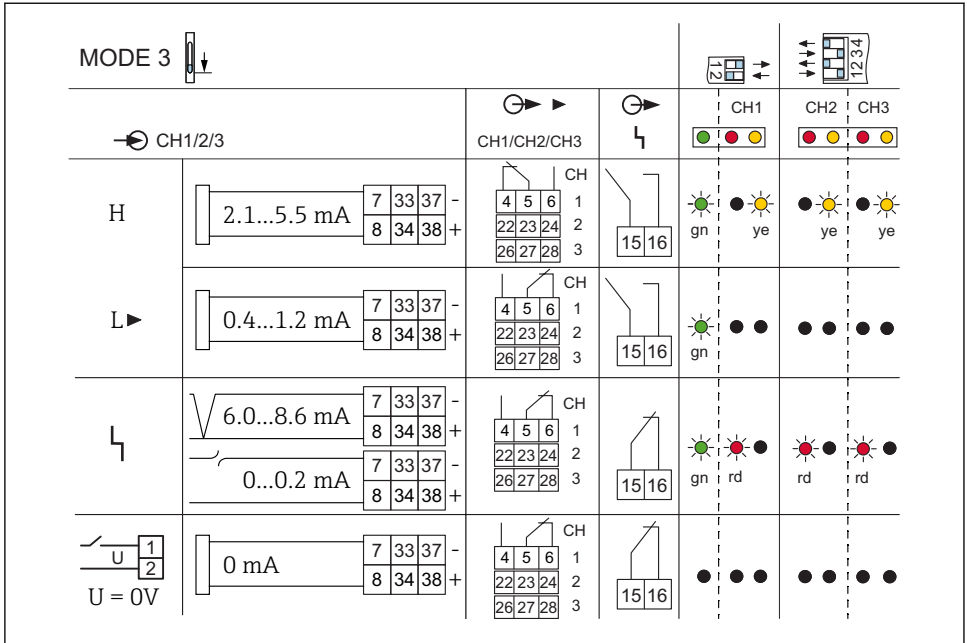 MODE 3
1 2
1 2 3 4
CH1/2/3
CH1/CH2/CH3
CH1
CH2
CH3
H
2.1...5.5 mA
7 33 37 -
8 34 38 +
CH
4 5 6 1
22 23 24 2
26 27 28 3
15 16
gn
ye
ye
ye
L
0.4...1.2 mA
7 33 37 -
8 34 38 +
CH
4 5 6 1
22 23 24 2
26 27 28 3
15 16
gn
6.0...8.6 mA
7 33 37 -
8 34 38 +
0...0.2 mA
7 33 37 -
8 34 38 +
CH
4 5 6 1
22 23 24 2
26 27 28 3
15 16
gn
rd
rd
rd
U
1
2
U = 0V
0 mA
7 33 37 -
8 34 38 +
CH
4 5 6 1
22 23 24 2
26 27 28 3
15 16